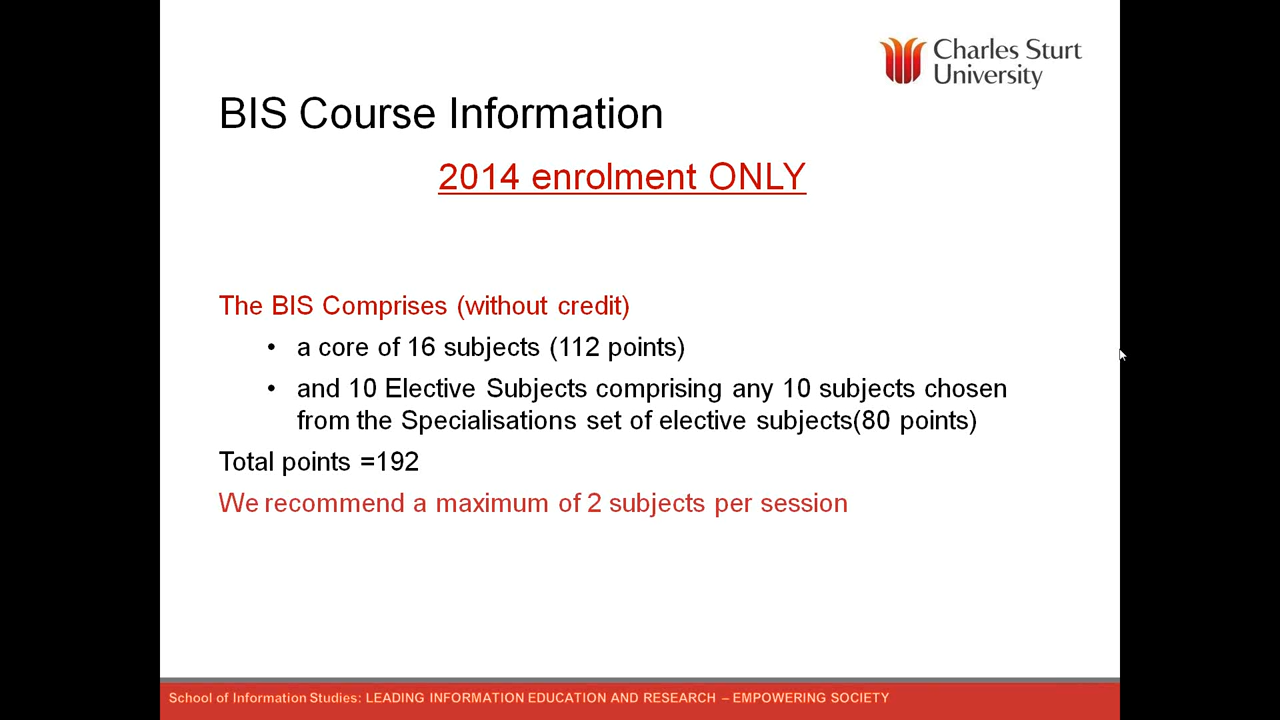 Charles Sturt
University
BIS Course Information
2014 enrolment ONLY
The BIS Comprises (without credit)
• a core of 16 subjects (112 points)
• and 10 Elective Subjects comprising any 10 subjects chosen
from the Specialisations set of elective subjects(80 points)
Total points =192
We recommend a maximum of 2 subjects per session
School of Information Studies: LEADING INFORMATION EDUCATION AND RESEARCH – EMPOWERING SOCIETY